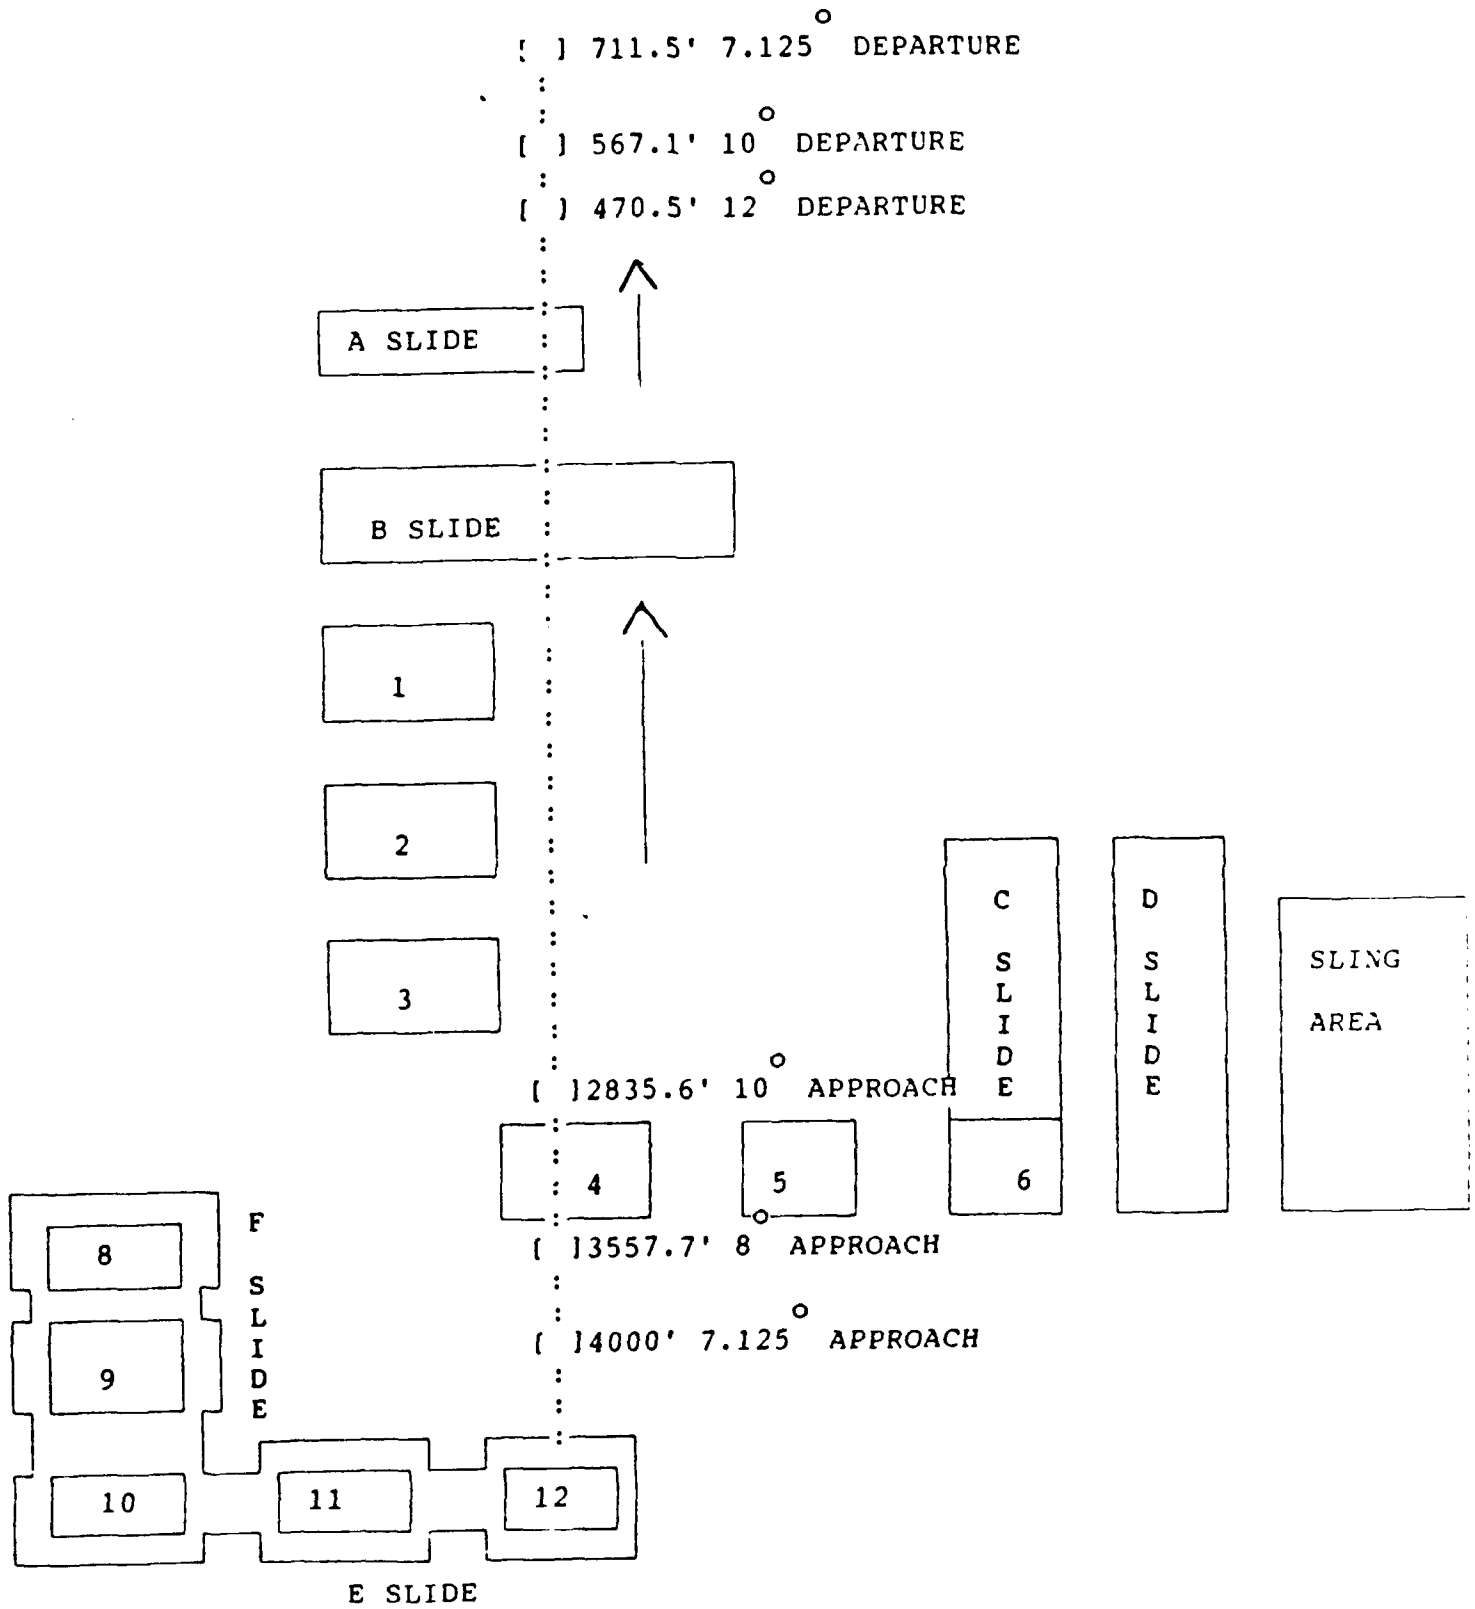 [ ] 711.5' 7.125° DEPARTURE
[ ] 567.1' 10° DEPARTURE
[ ] 470.5' 12° DEPARTURE
A SLIDE
B SLIDE
1
2
3
C SLIDE
D SLIDE
SLING
AREA
[ ]2835.6' 10° APPROACH
4
5
6
[ ]3557.7' 8° APPROACH
[ ]4000' 7.125° APPROACH
F SLIDE
8
9
10
11
12
E SLIDE